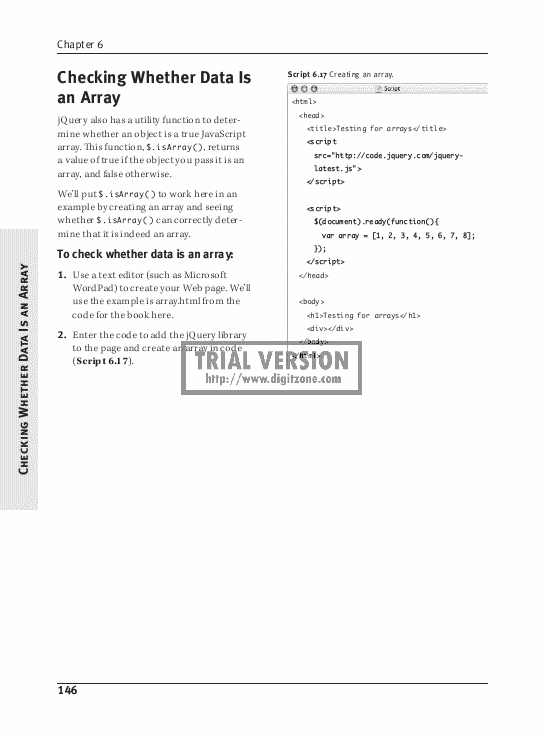 Chapter 6
Checking Whether Data Is
an Array
jQuery also has a utility function to deter-
mine whether an object is a true JavaScript
array. This function, $.isArray(), returns
a value of true if the object you pass it is an
array, and false otherwise.
We'll put $.isArray() to work here in an
example by creating an array and seeing
whether $.isArray() can correctly deter-
mine that it is indeed an array.
To check whether data is an array:
1. Use a text editor (such as Microsoft
WordPad) to create your Web page. We'll
use the example is array.html from the
code for the book here.
2. Enter the code to add the jQuery library
to the page and create an array in code
(Script 6.17).
Script 6.17 Creating an array.
Script
<html>
<head>
<title>Testing for arrays</title>
<script
src="http://code.jquery.com/jquery-
latest.js">
</script>
<script>
$(document).ready(function(){
var array = [1, 2, 3, 4, 5, 6, 7, 8];
});
</script>
</head>
<body>
<h1>Testing for arrays</h1>
<div></div>
</body>
</html>
TRIAL VERSION
http://www.digitzone.com
Checking Whether Data Is an Array
146